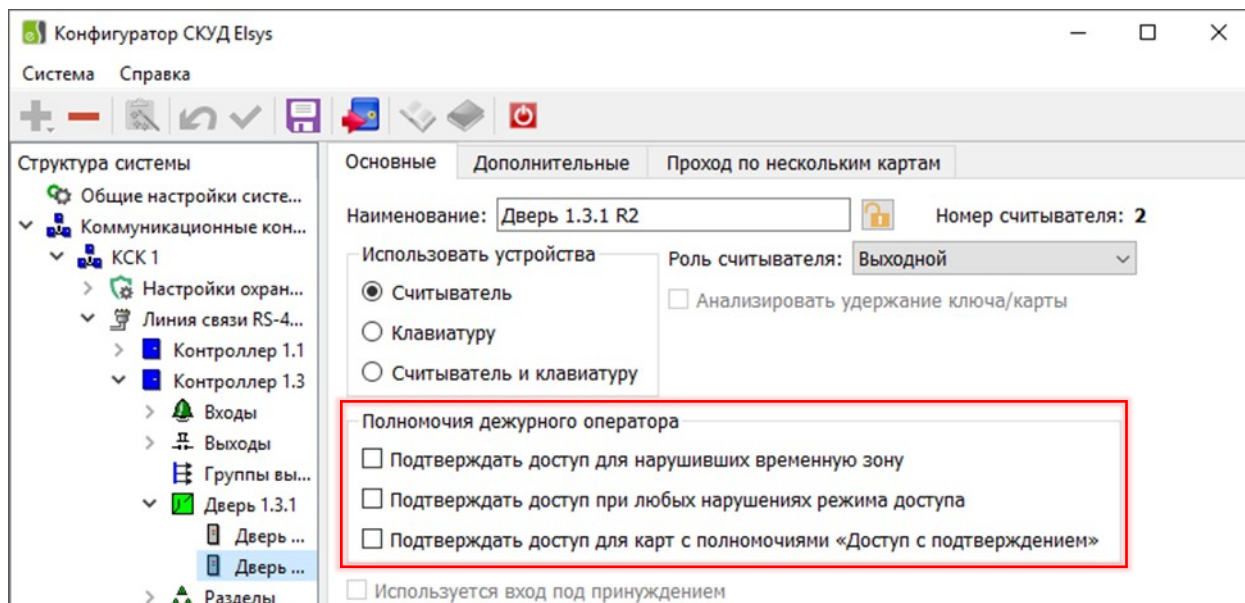 Конфигуратор СКУД Elsys
Система Справка
Структура системы
Общие настройки систе...
Коммуникационные кон...
КСК 1
Настройки охран...
Линия связи RS-4...
Контроллер 1.1
Контроллер 1.3
Входы
Выходы
Группы вы...
Дверь 1.3.1
Дверь ...
Дверь ...
Разделы
Основные Дополнительные Проход по нескольким картам
Наименование: Дверь 1.3.1 R2 Номер считывателя: 2
Использовать устройства Роль считывателя: Выходной
Считыватель Анализировать удержание ключа/карты
Клавиатуру
Считыватель и клавиатуру
Полномочия дежурного оператора
Подтверждать доступ для нарушивших временную зону
Подтверждать доступ при любых нарушениях режима доступа
Подтверждать доступ для карт с полномочиями «Доступ с подтверждением»
Используется вход под принуждением